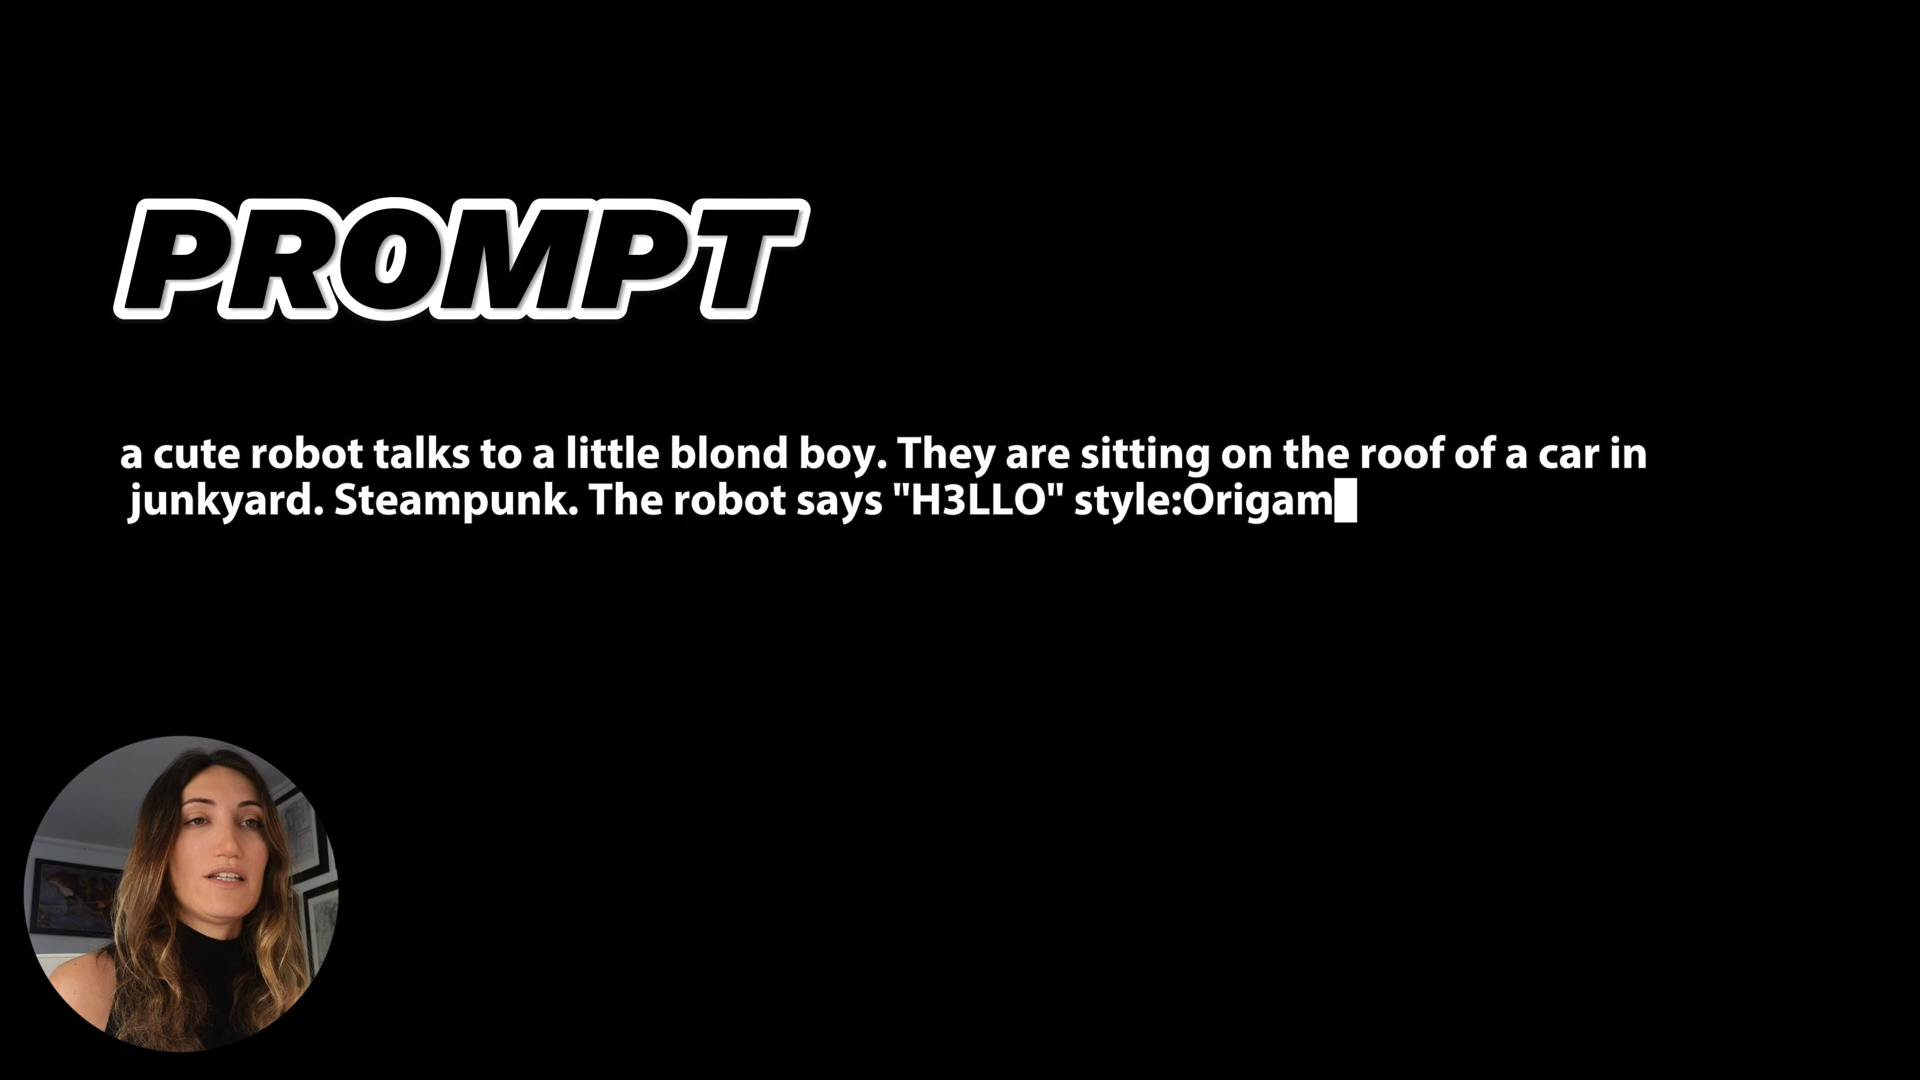 PROMPT
a cute robot talks to a little blond boy. They are sitting on the roof of a car in
junkyard. Steampunk. The robot says "H3LLO" style:Origam